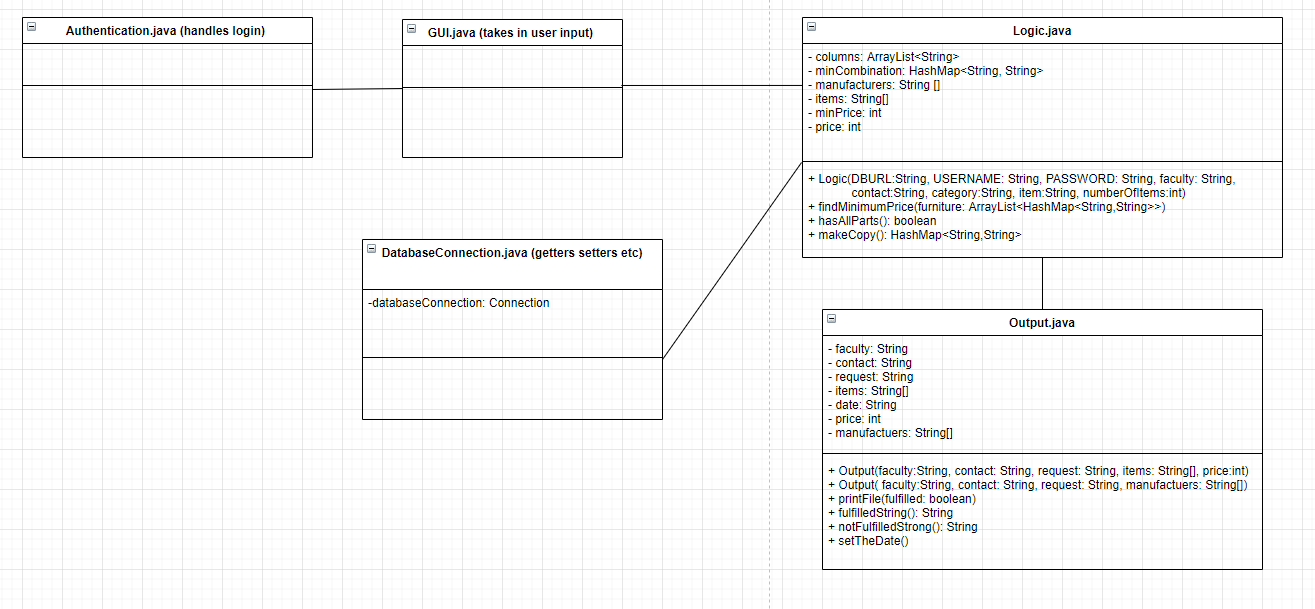 Authentication.java (handles login)
GUI.java (takes in user input)
Logic.java
- columns: ArrayList<String>
- minCombination: HashMap<String, String>
- manufacturers: String []
- items: String[]
- minPrice: int
- price: int
+ Logic(DBURL:String, USERNAME: String, PASSWORD: String, faculty: String,
contact:String, category:String, item:String, numberOfItems:int)
+ findMinimumPrice(furniture: ArrayList<HashMap<String,String>>)
+ hasAllParts(): boolean
+ makeCopy(): HashMap<String,String>
DatabaseConnection.java (getters setters etc)
-databaseConnection: Connection
Output.java
- faculty: String
- contact: String
- request: String
- items: String[]
- date: String
- price: int
- manufactuers: String[]
+ Output(faculty:String, contact: String, request: String, items: String[], price:int)
+ Output( faculty:String, contact: String, request: String, manufactuers: String[])
+ printFile(fulfilled: boolean)
+ fulfilledString(): String
+ notFulfilledStrong(): String
+ setTheDate()